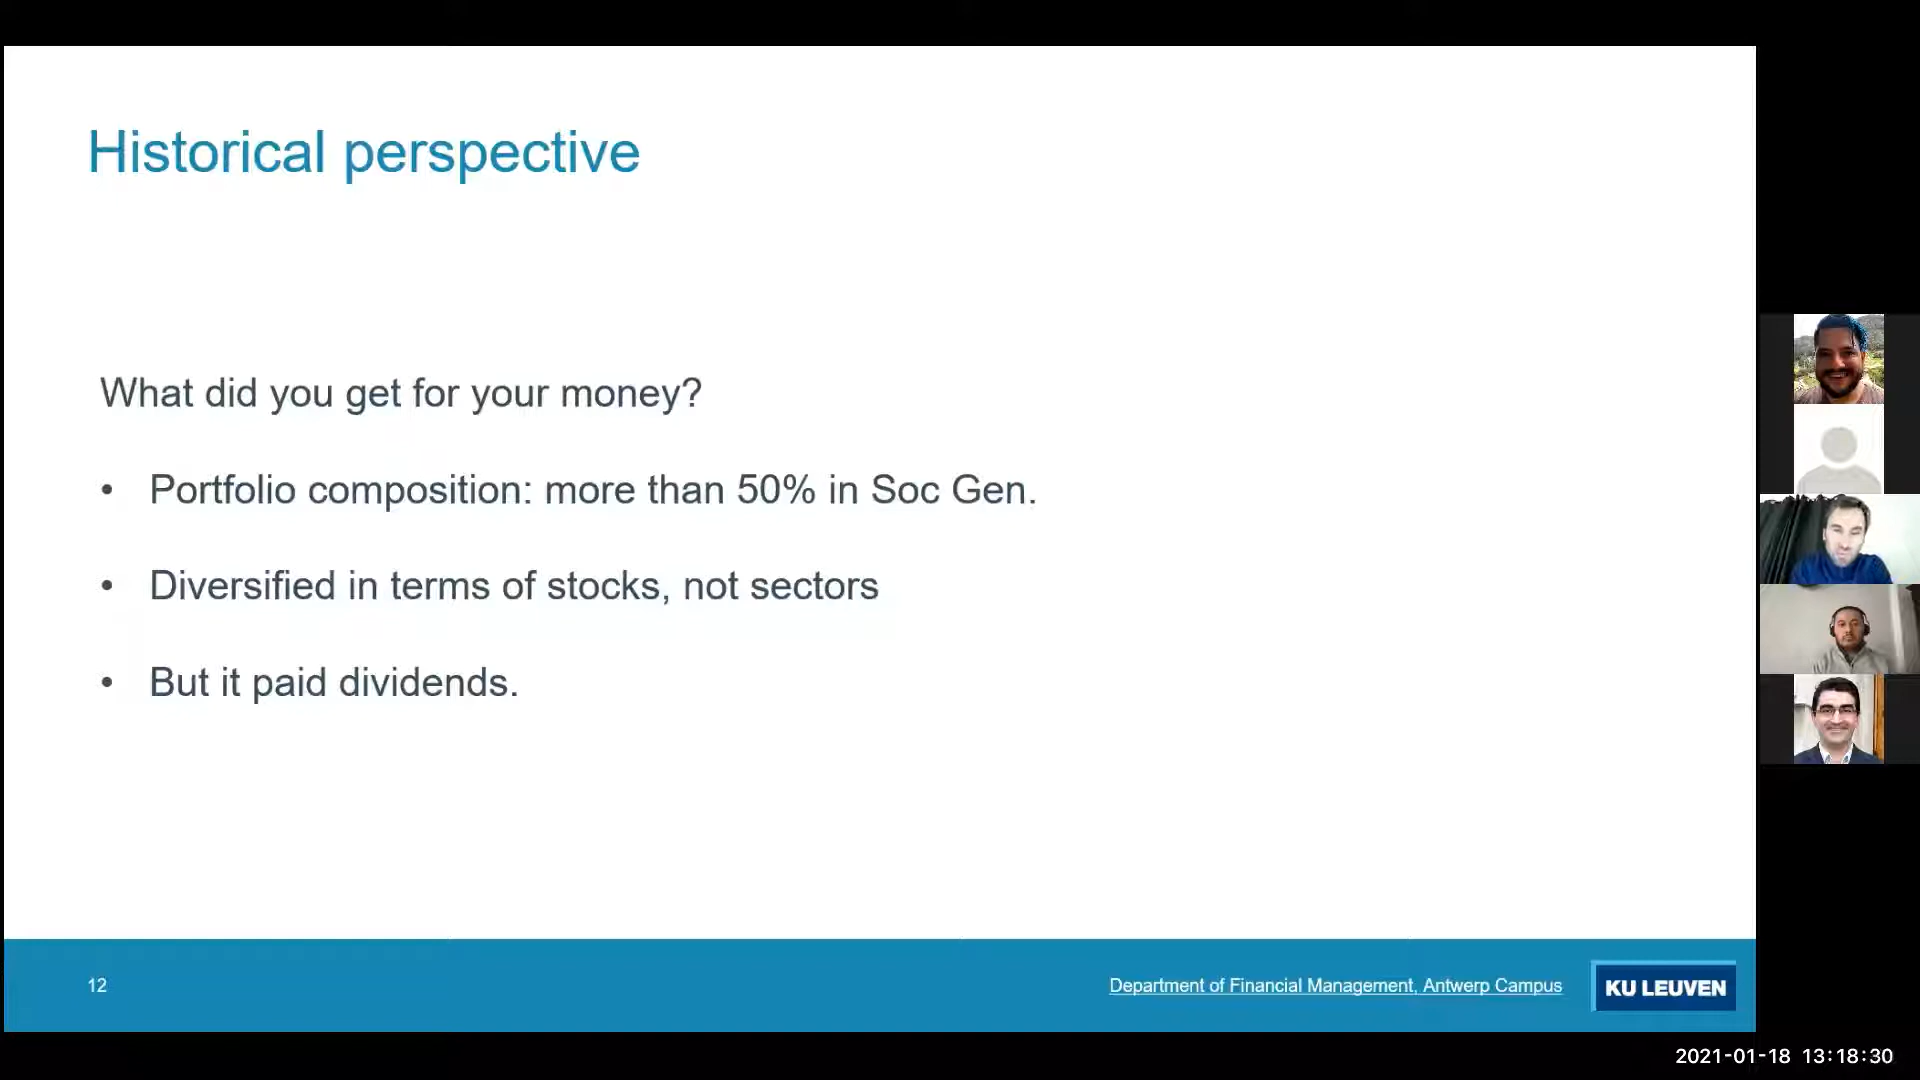 Historical perspective
What did you get for your money?
• Portfolio composition: more than 50% in Soc Gen.
• Diversified in terms of stocks, not sectors
• But it paid dividends.
12
Department of Financial Management, Antwerp Campus
KU LEUVEN
2021-01-18 13:18:30